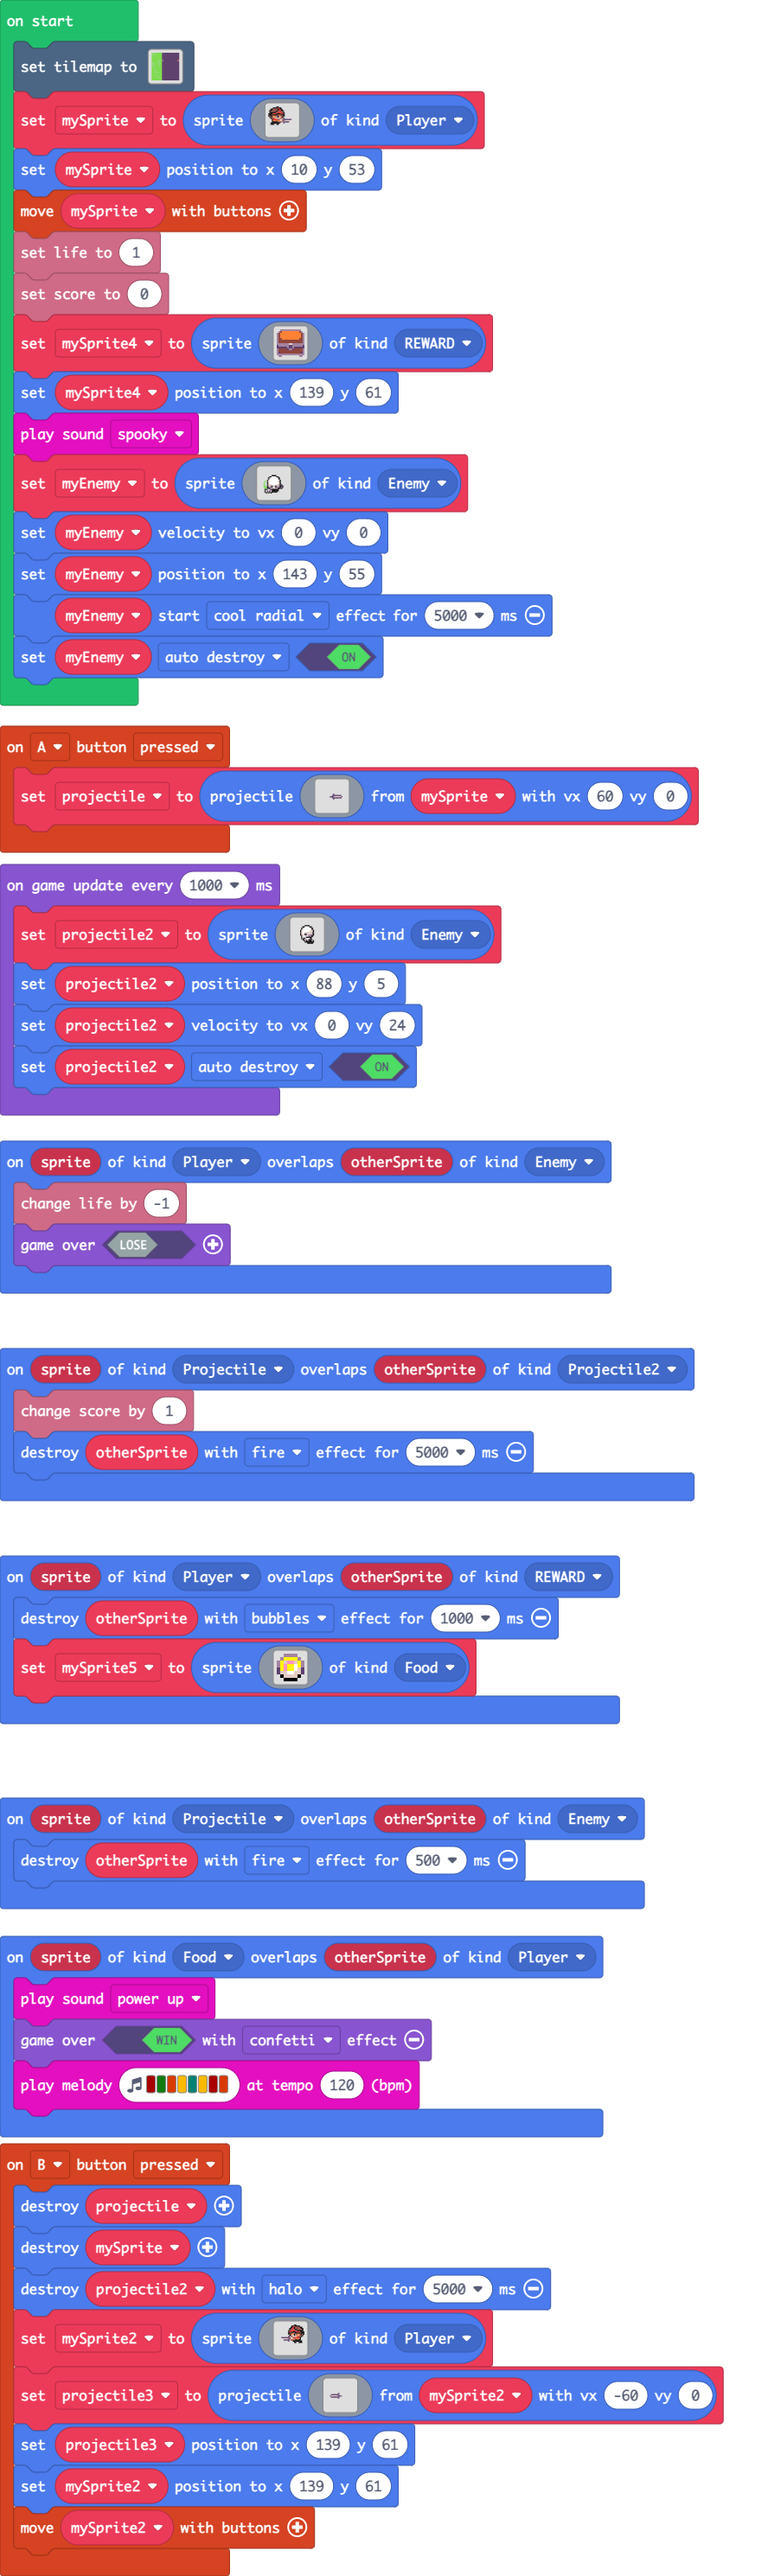 on start
set tilemap to
set mySprite to sprite of kind Player
set mySprite position to x 10 y 53
move mySprite with buttons
set life to 1
set score to 0
set mySprite4 to sprite of kind REWARD
set mySprite4 position to x 139 y 61
play sound spooky
set myEnemy to sprite of kind Enemy
set myEnemy velocity to vx 0 vy 0
set myEnemy position to x 143 y 55
myEnemy start cool radial effect for 5000 ms
set myEnemy auto destroy ON
on A button pressed
set projectile to projectile from mySprite with vx 60 vy 0
on game update every 1000 ms
set projectile2 to sprite of kind Enemy
set projectile2 position to x 88 y 5
set projectile2 velocity to vx 0 vy 24
set projectile2 auto destroy ON
on sprite of kind Player overlaps otherSprite of kind Enemy
change life by -1
game over LOSE
on sprite of kind Projectile overlaps otherSprite of kind Projectile2
change score by 1
destroy otherSprite with fire effect for 5000 ms
on sprite of kind Player overlaps otherSprite of kind REWARD
destroy otherSprite with bubbles effect for 1000 ms
set mySprite5 to sprite of kind Food
on sprite of kind Projectile overlaps otherSprite of kind Enemy
destroy otherSprite with fire effect for 500 ms
on sprite of kind Food overlaps otherSprite of kind Player
play sound power up
game over WIN with confetti effect
play melody at tempo 120 (bpm)
on B button pressed
destroy projectile
destroy mySprite
destroy projectile2 with halo effect for 5000 ms
set mySprite2 to sprite of kind Player
set projectile3 to projectile from mySprite2 with vx -60 vy 0
set projectile3 position to x 139 y 61
set mySprite2 position to x 139 y 61
move mySprite2 with buttons